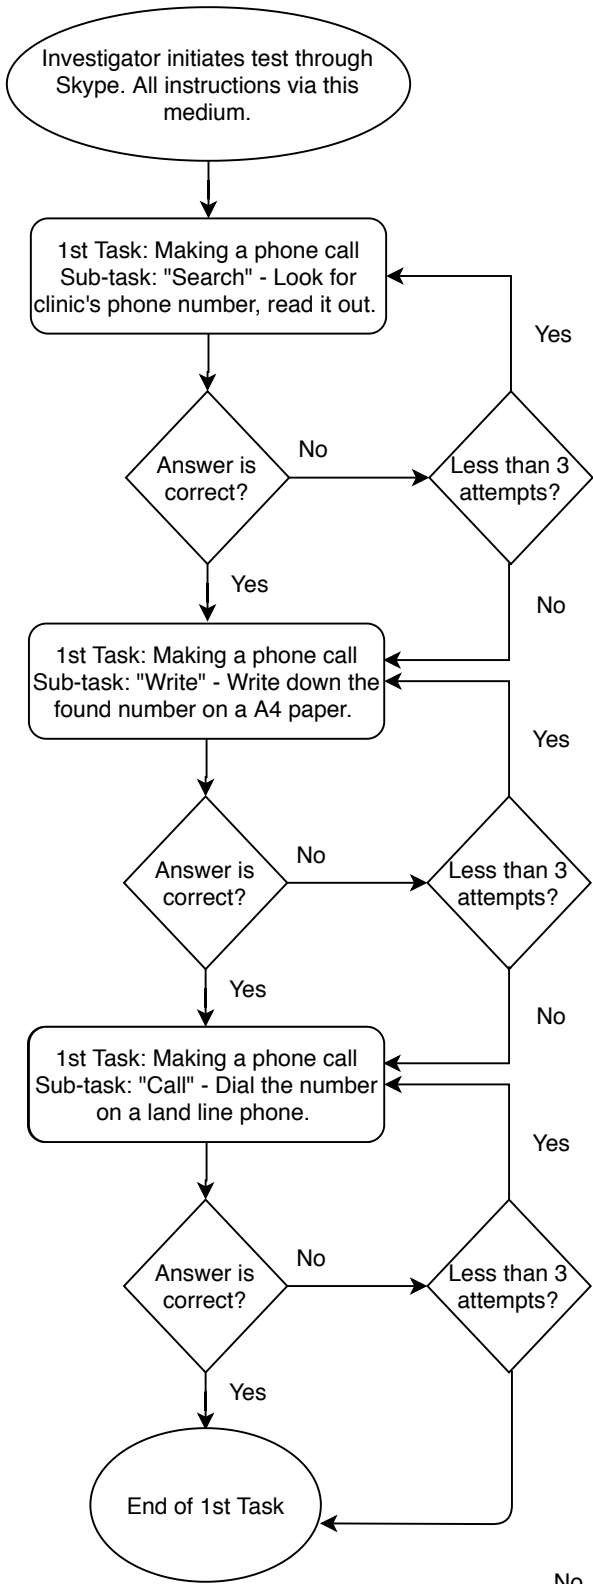 Investigator initiates test through
Skype. All instructions via this
medium.
1st Task: Making a phone call
Sub-task: "Search" - Look for
clinic's phone number, read it out.
Yes
Answer is
correct?
No
Less than 3
attempts?
Yes
No
1st Task: Making a phone call
Sub-task: "Write" - Write down the
found number on a A4 paper.
Yes
Answer is
correct?
No
Less than 3
attempts?
Yes
No
1st Task: Making a phone call
Sub-task: "Call" - Dial the number
on a land line phone.
Yes
Answer is
correct?
No
Less than 3
attempts?
Yes
End of 1st Task
No